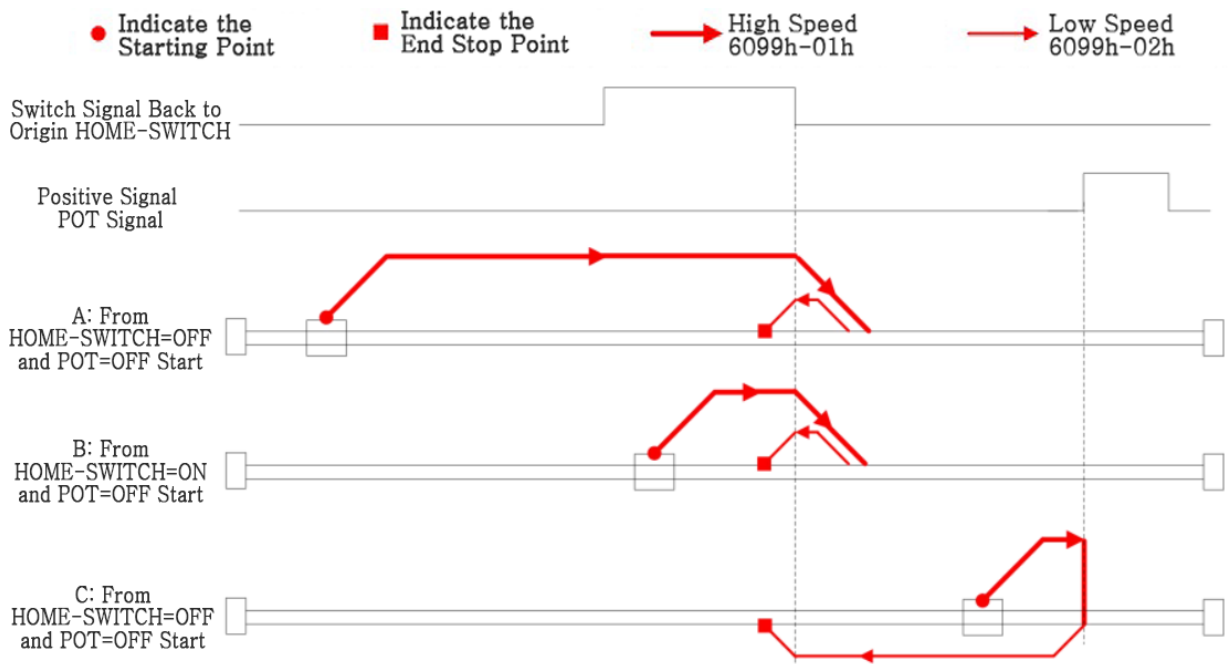 Indicate the
Starting Point
Indicate the
End Stop Point
High Speed
6099h-01h
Low Speed
6099h-02h
Switch Signal Back to
Origin HOME-SWITCH
Positive Signal
POT Signal
A: From
HOME-SWITCH=OFF
and POT=OFF Start
B: From
HOME-SWITCH=ON
and POT=OFF Start
C: From
HOME-SWITCH=OFF
and POT=OFF Start